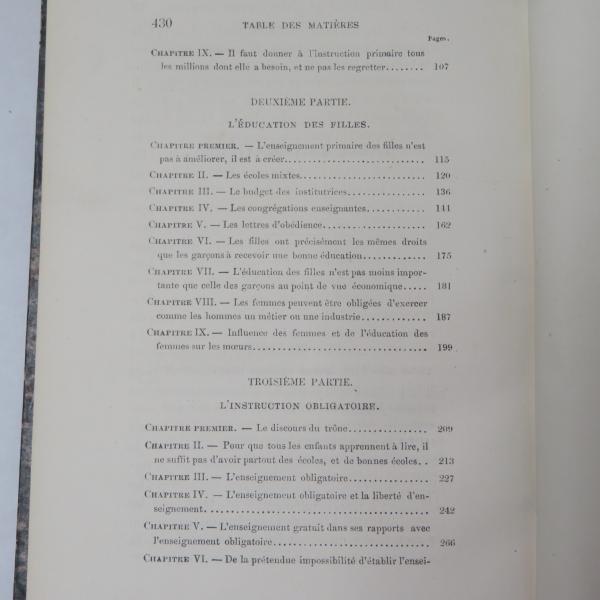 430 TABLE DES MATIÈRES
Pages.
CHAPITRE IX. — Il faut donner à l'Instruction primaire tous
les millions dont elle a besoin, et ne pas les regretter........ 107
DEUXIÈME PARTIE.
L'ÉDUCATION DES FILLES.
CHAPITRE PREMIER. — L'enseignement primaire des filles n'est
pas à améliorer, il est à créer........................... 115
CHAPITRE II. — Les écoles mixtes........................ 120
CHAPITRE III. — Le budget des institutrices............... 136
CHAPITRE IV. — Les congrégations enseignantes............ 141
CHAPITRE V. — Les lettres d'obédience.................... 162
CHAPITRE VI. — Les filles ont précisément les mêmes droits
que les garçons à recevoir une bonne éducation............ 175
CHAPITRE VII. — L'éducation des filles n'est pas moins impor-
tante que celle des garçons au point de vue économique..... 181
CHAPITRE VIII. — Les femmes peuvent être obligées d'exercer
comme les hommes un métier ou une industrie............. 187
CHAPITRE IX. — Influence des femmes et de l'éducation des
femmes sur les mœurs.................................. 199
TROISIÈME PARTIE.
L'INSTRUCTION OBLIGATOIRE.
CHAPITRE PREMIER. — Le discours du trône................ 209
CHAPITRE II. — Pour que tous les enfants apprennent à lire, il
ne suffit pas d'avoir partout des écoles, et de bonnes écoles. . 213
CHAPITRE III. — L'enseignement obligatoire................ 227
CHAPITRE IV. — L'enseignement obligatoire et la liberté d'en-
seignement............................................ 242
CHAPITRE V. — L'enseignement gratuit dans ses rapports avec
l'enseignement obligatoire............................... 266
CHAPITRE VI. — De la prétendue impossibilité d'établir l'ensei-